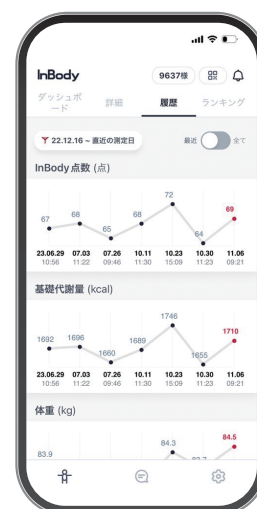 InBody
9637様
ダッシュボード
詳細
履歴
ランキング
22.12.16 ~ 直近の測定日
最近
全て
InBody点数 (点)
67 68 65 68 72 64 69
23.06.29 07.03 07.26 10.11 10.23 10.30 11.06
10:56 11:22 09:46 11:30 15:09 11:23 09:21
基礎代謝量 (kcal)
1692 1696 1660 1689 1746 1655 1710
23.06.29 07.03 07.26 10.11 10.23 10.30 11.06
10:56 11:22 09:46 11:30 15:09 11:23 09:21
体重 (kg)
83.9 84.3 84.5